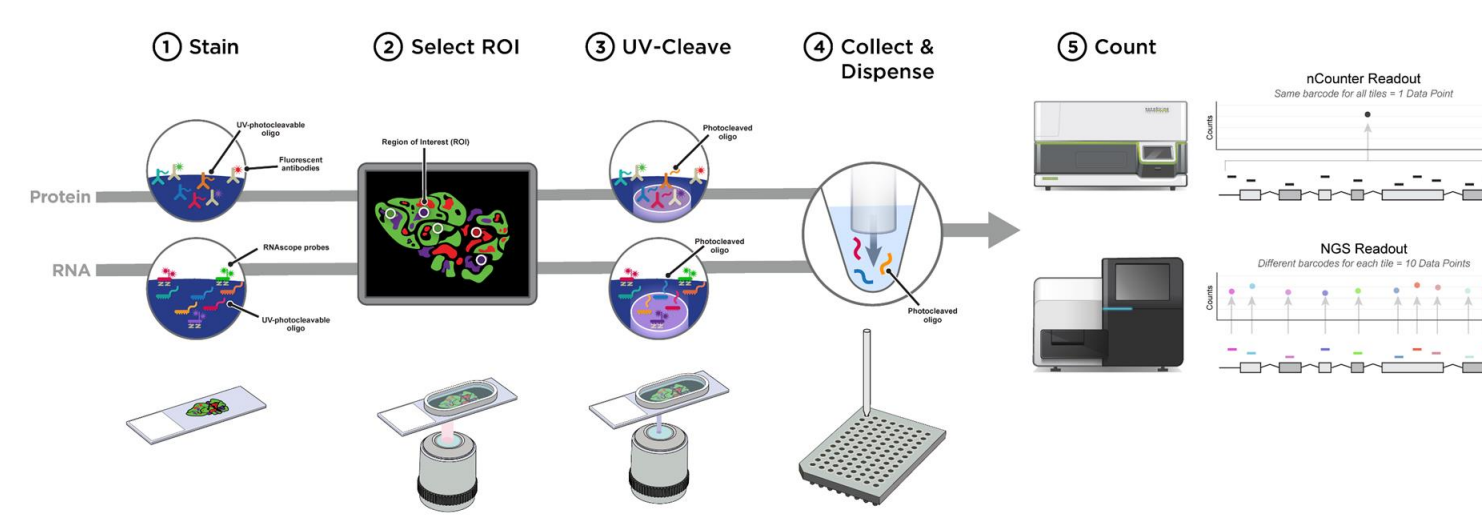 1 Stain
2 Select ROI
3 UV-Cleave
4 Collect &
Dispense
5 Count
nCounter Readout
Same barcode for all tiles = 1 Data Point
Counts
UV-photocleavable
oligo
Fluorescent
antibodies
Region of Interest (ROI)
Photocleaved
oligo
Protein
RNA
RNAscope probes
UV-photocleavable
oligo
Photocleaved
oligo
Photocleaved
oligo
NGS Readout
Different barcodes for each tile = 10 Data Points
Counts